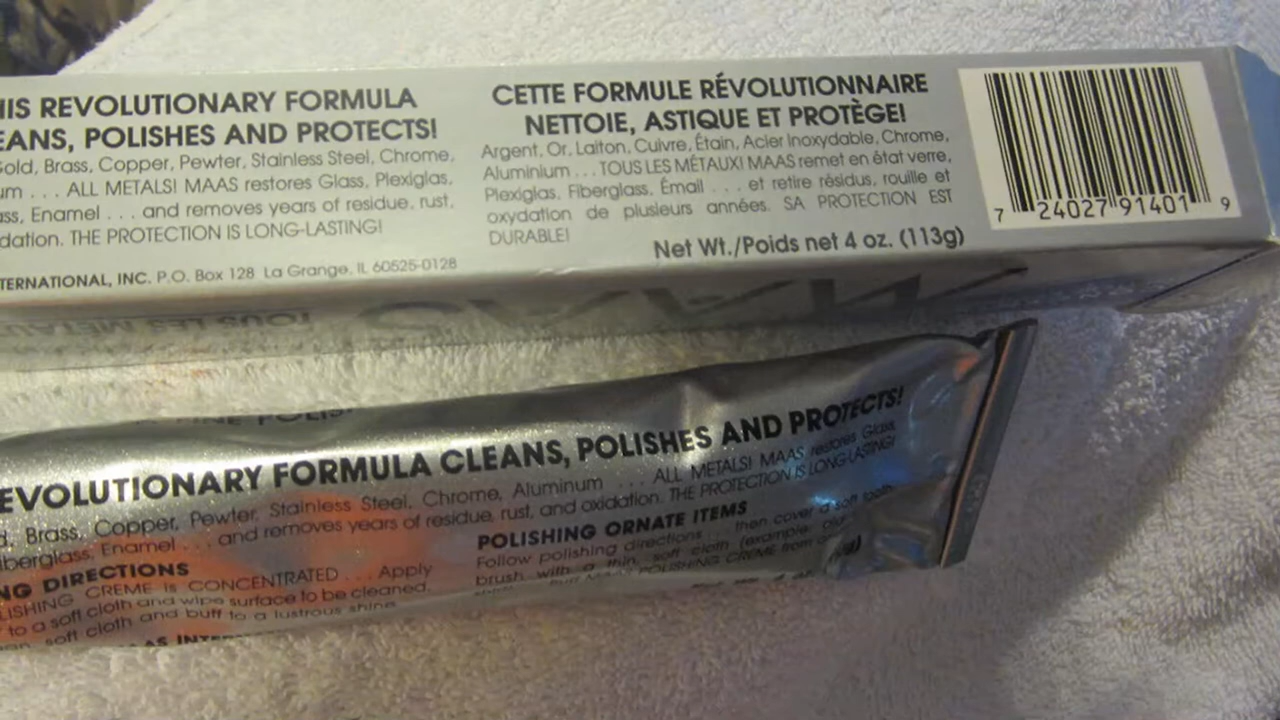 HIS REVOLUTIONARY FORMULA
EANS, POLISHES AND PROTECTS!
Gold, Brass, Copper, Pewter, Stainless Steel, Chrome,
um . . . ALL METALS! MAAS restores Glass, Plexiglas,
ass, Enamel . . . and removes years of residue, rust,
dation. THE PROTECTION IS LONG-LASTING!
TERNATIONAL, INC. P.O. Box 128 La Grange, IL 60525-0128
CETTE FORMULE RÉVOLUTIONNAIRE
NETTOIE, ASTIQUE ET PROTÈGE!
Argent, Or, Laiton, Cuivre, Étain, Acier Inoxydable, Chrome,
Aluminium . . . TOUS LES MÉTAUX! MAAS remet en état verre,
Plexiglas, Fiberglass, Émail . . . et retire résidus, rouille et
oxydation de plusieurs années. SA PROTECTION EST
DURABLE!
Net Wt./Poids net 4 oz. (113g)
7 24027 91401 9
EVOLUTIONARY FORMULA CLEANS, POLISHES AND PROTECTS!
d, Brass, Copper, Pewter, Stainless Steel, Chrome, Aluminum . . . ALL METALS! MAAS restores Glass,
iberglass, Enamel . . . and removes years of residue, rust, and oxidation. THE PROTECTION IS LONG-LASTING!
NG DIRECTIONS
LISHING CREME is CONCENTRATED . . . Apply
to a soft cloth and wipe surface to be cleaned.
an, soft cloth and buff to a lustrous shine.
POLISHING ORNATE ITEMS
Follow polishing directions . . . then cover a soft tooth
brush with a thin, soft cloth (example: old
POLISHING CREME from